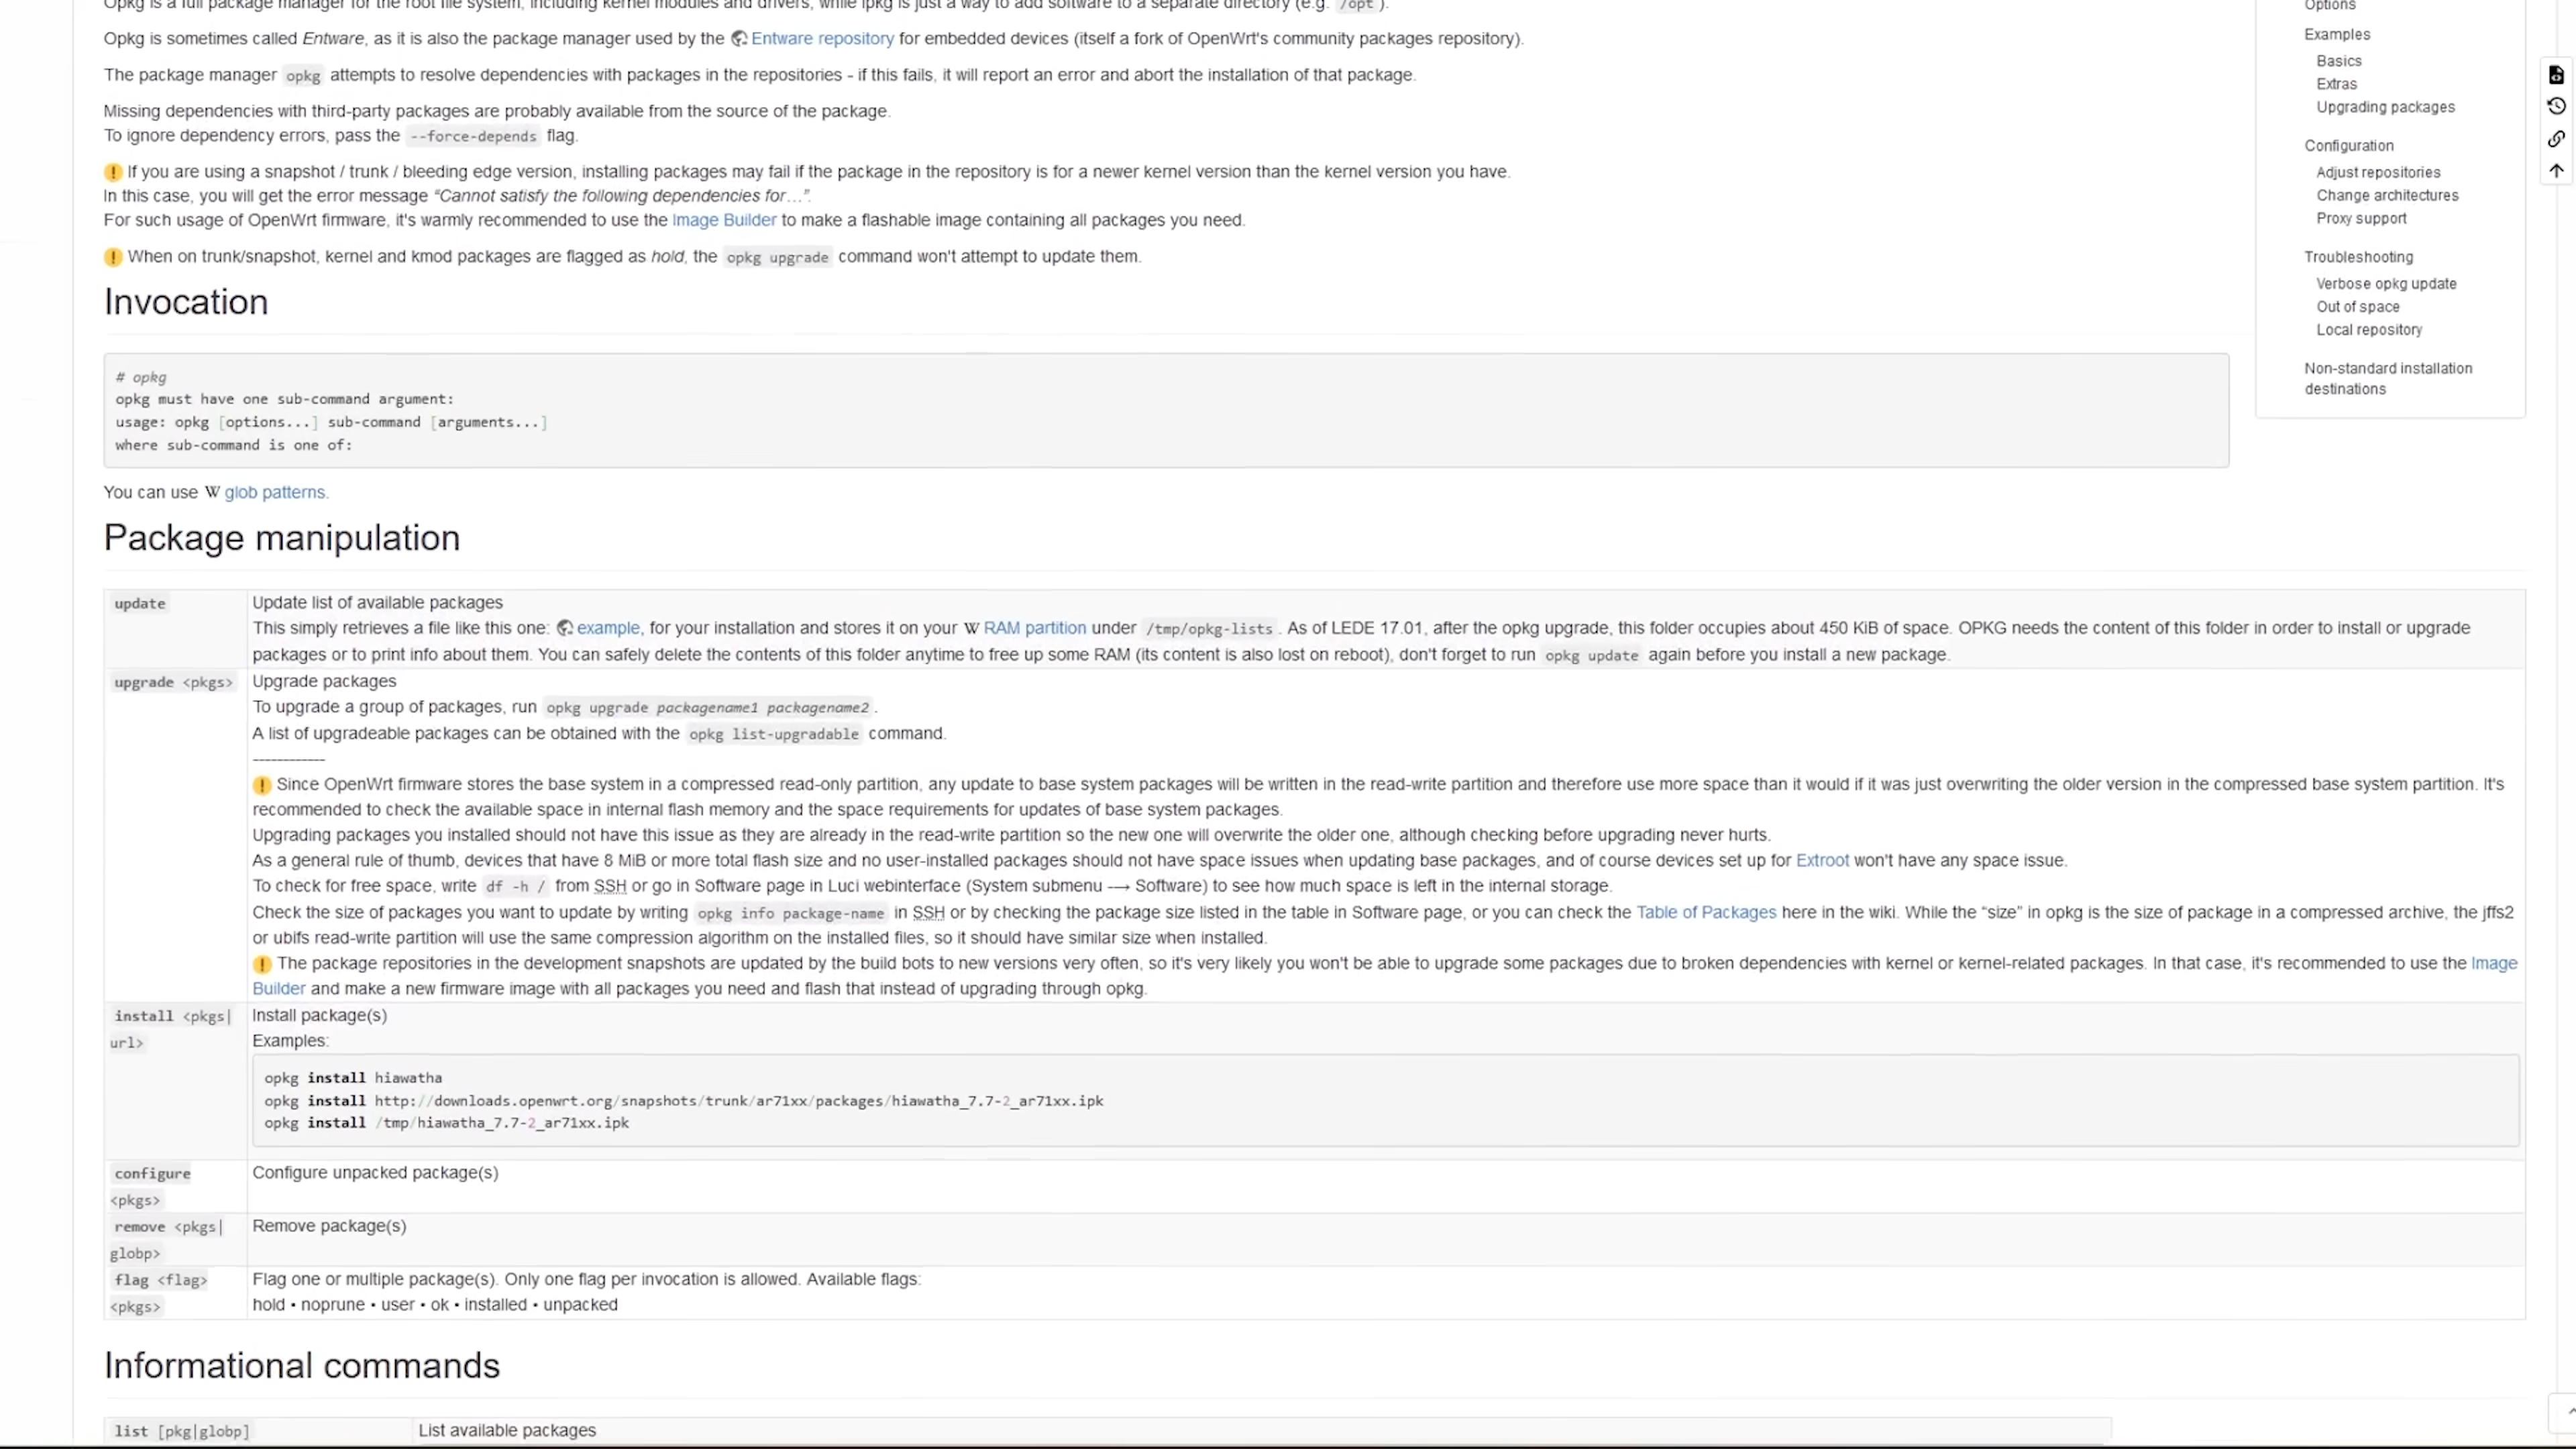 Opkg is a full package manager for the root file system, including kernel modules and drivers, while ipkg is just a way to add software to a separate directory (e.g. /opt ).
Opkg is sometimes called Entware, as it is also the package manager used by the Entware repository for embedded devices (itself a fork of OpenWrt's community packages repository).
The package manager opkg attempts to resolve dependencies with packages in the repositories - if this fails, it will report an error and abort the installation of that package.
Missing dependencies with third-party packages are probably available from the source of the package.
To ignore dependency errors, pass the --force-depends flag.
If you are using a snapshot / trunk / bleeding edge version, installing packages may fail if the package in the repository is for a newer kernel version than the kernel version you have.
In this case, you will get the error message “Cannot satisfy the following dependencies for…”.
For such usage of OpenWrt firmware, it's warmly recommended to use the Image Builder to make a flashable image containing all packages you need.
When on trunk/snapshot, kernel and kmod packages are flagged as hold, the opkg upgrade command won't attempt to update them.
Invocation
# opkg
opkg must have one sub-command argument:
usage: opkg [options...] sub-command [arguments...]
where sub-command is one of:
You can use W glob patterns.
Package manipulation
update
Update list of available packages
This simply retrieves a file like this one: example, for your installation and stores it on your W RAM partition under /tmp/opkg-lists . As of LEDE 17.01, after the opkg upgrade, this folder occupies about 450 KiB of space. OPKG needs the content of this folder in order to install or upgrade
packages or to print info about them. You can safely delete the contents of this folder anytime to free up some RAM (its content is also lost on reboot), don't forget to run opkg update again before you install a new package.
upgrade <pkgs>
Upgrade packages
To upgrade a group of packages, run opkg upgrade packagename1 packagename2 .
A list of upgradeable packages can be obtained with the opkg list-upgradable command.
------------
Since OpenWrt firmware stores the base system in a compressed read-only partition, any update to base system packages will be written in the read-write partition and therefore use more space than it would if it was just overwriting the older version in the compressed base system partition. It's
recommended to check the available space in internal flash memory and the space requirements for updates of base system packages.
Upgrading packages you installed should not have this issue as they are already in the read-write partition so the new one will overwrite the older one, although checking before upgrading never hurts.
As a general rule of thumb, devices that have 8 MiB or more total flash size and no user-installed packages should not have space issues when updating base packages, and of course devices set up for Extroot won't have any space issue.
To check for free space, write df -h / from SSH or go in Software page in Luci webinterface (System submenu → Software) to see how much space is left in the internal storage.
Check the size of packages you want to update by writing opkg info package-name in SSH or by checking the package size listed in the table in Software page, or you can check the Table of Packages here in the wiki. While the “size” in opkg is the size of package in a compressed archive, the jffs2
or ubifs read-write partition will use the same compression algorithm on the installed files, so it should have similar size when installed.
The package repositories in the development snapshots are updated by the build bots to new versions very often, so it's very likely you won't be able to upgrade some packages due to broken dependencies with kernel or kernel-related packages. In that case, it's recommended to use the Image
Builder and make a new firmware image with all packages you need and flash that instead of upgrading through opkg.
install <pkgs|
url>
Install package(s)
Examples:
opkg install hiawatha
opkg install http://downloads.openwrt.org/snapshots/trunk/ar71xx/packages/hiawatha_7.7-2_ar71xx.ipk
opkg install /tmp/hiawatha_7.7-2_ar71xx.ipk
configure
<pkgs>
Configure unpacked package(s)
remove <pkgs|
globp>
Remove package(s)
flag <flag>
<pkgs>
Flag one or multiple package(s). Only one flag per invocation is allowed. Available flags:
hold • noprune • user • ok • installed • unpacked
Informational commands
list [pkg|globp]
List available packages
Options
Examples
Basics
Extras
Upgrading packages
Configuration
Adjust repositories
Change architectures
Proxy support
Troubleshooting
Verbose opkg update
Out of space
Local repository
Non-standard installation
destinations